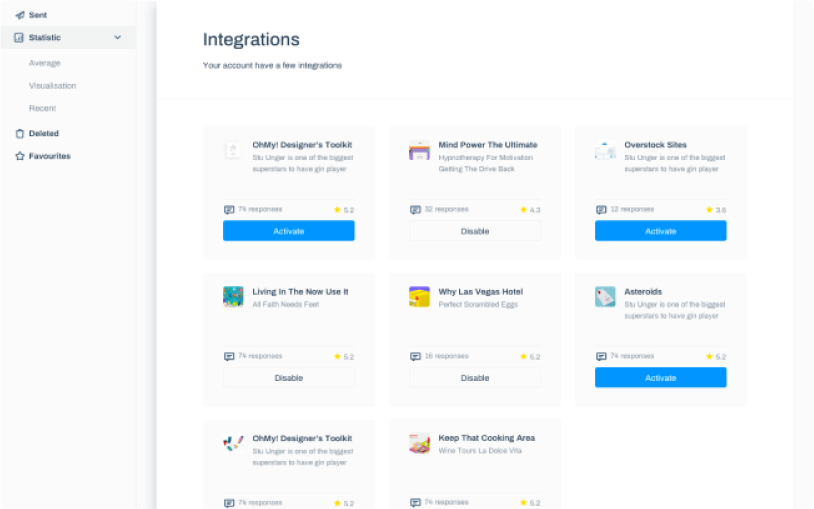 Sent
Statistic
Average
Visualisation
Recent
Deleted
Favourites
Integrations
Your account have a few integrations
OhMy! Designer's Toolkit
Stu Unger is one of the biggest
superstars to have gin player
74 responses
5.2
Activate
Mind Power The Ultimate
Hypnotherapy For Motivation
Getting The Drive Back
32 responses
4.3
Disable
Overstock Sites
Stu Unger is one of the biggest
superstars to have gin player
12 responses
3.6
Activate
Living In The Now Use It
All Faith Needs Feet
74 responses
5.2
Disable
Why Las Vegas Hotel
Perfect Scrambled Eggs
16 responses
5.2
Disable
Asteroids
Stu Unger is one of the biggest
superstars to have gin player
74 responses
5.2
Activate
OhMy! Designer's Toolkit
Stu Unger is one of the biggest
superstars to have gin player
74 responses
5.2
Keep That Cooking Area
Wine Tours La Dolce Vita
74 responses
5.2